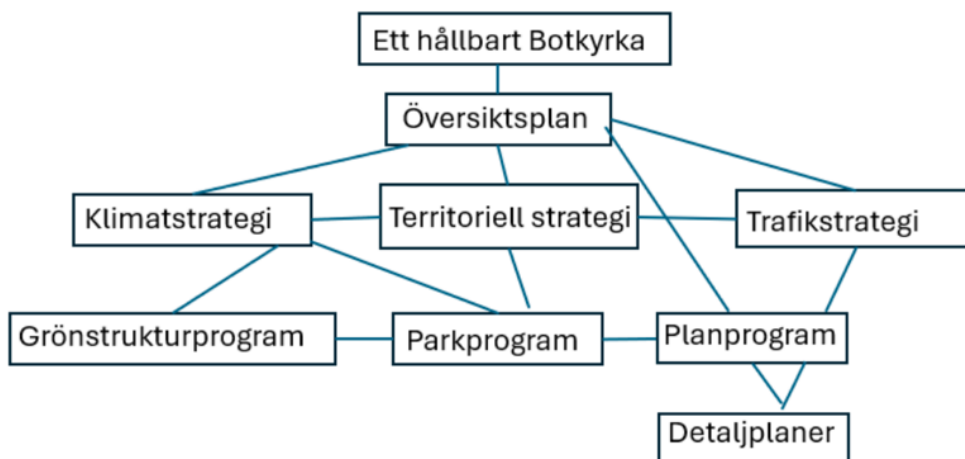 Ett hållbart Botkyrka
Översiktsplan
Klimatstrategi
Territoriell strategi
Trafikstrategi
Grönstrukturprogram
Parkprogram
Planprogram
Detaljplaner